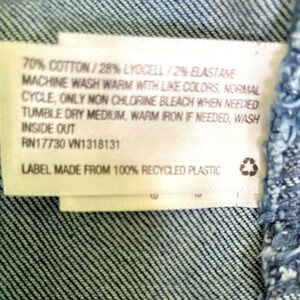 70% COTTON / 28% LYOCELL / 2% ELASTANE
MACHINE WASH WARM WITH LIKE COLORS, NORMAL
CYCLE, ONLY NON CHLORINE BLEACH WHEN NEEDED
TUMBLE DRY MEDIUM, WARM IRON IF NEEDED, WASH
INSIDE OUT
RN17730 VN1318131
LABEL MADE FROM 100% RECYCLED PLASTIC